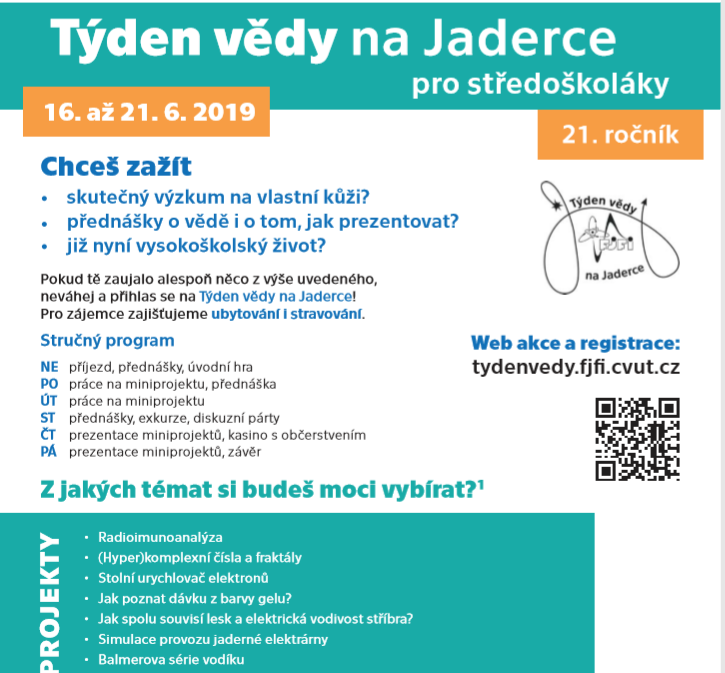 Týden vědy na Jaderce
pro středoškoláky
16. až 21. 6. 2019
21. ročník
Chceš zažít
• skutečný výzkum na vlastní kůži?
• přednášky o vědě i o tom, jak prezentovat?
• již nyní vysokoškolský život?
Týden vědy
FJFI
na Jaderce
Pokud tě zaujalo alespoň něco z výše uvedeného,
neváhej a přihlas se na Týden vědy na Jaderce!
Pro zájemce zajišťujeme ubytování i stravování.
Stručný program
Web akce a registrace:
tydenvedy.fjfi.cvut.cz
NE příjezd, přednášky, úvodní hra
PO práce na miniprojektu, přednáška
ÚT práce na miniprojektu
ST přednášky, exkurze, diskuzní párty
ČT prezentace miniprojektů, kasino s občerstvením
PÁ prezentace miniprojektů, závěr
Z jakých témat si budeš moci vybírat?¹
PROJEKTY
• Radioimunoanalýza
• (Hyper)komplexní čísla a fraktály
• Stolní urychlovač elektronů
• Jak poznat dávku z barvy gelu?
• Jak spolu souvisí lesk a elektrická vodivost stříbra?
• Simulace provozu jaderné elektrárny
• Balmerova série vodíku